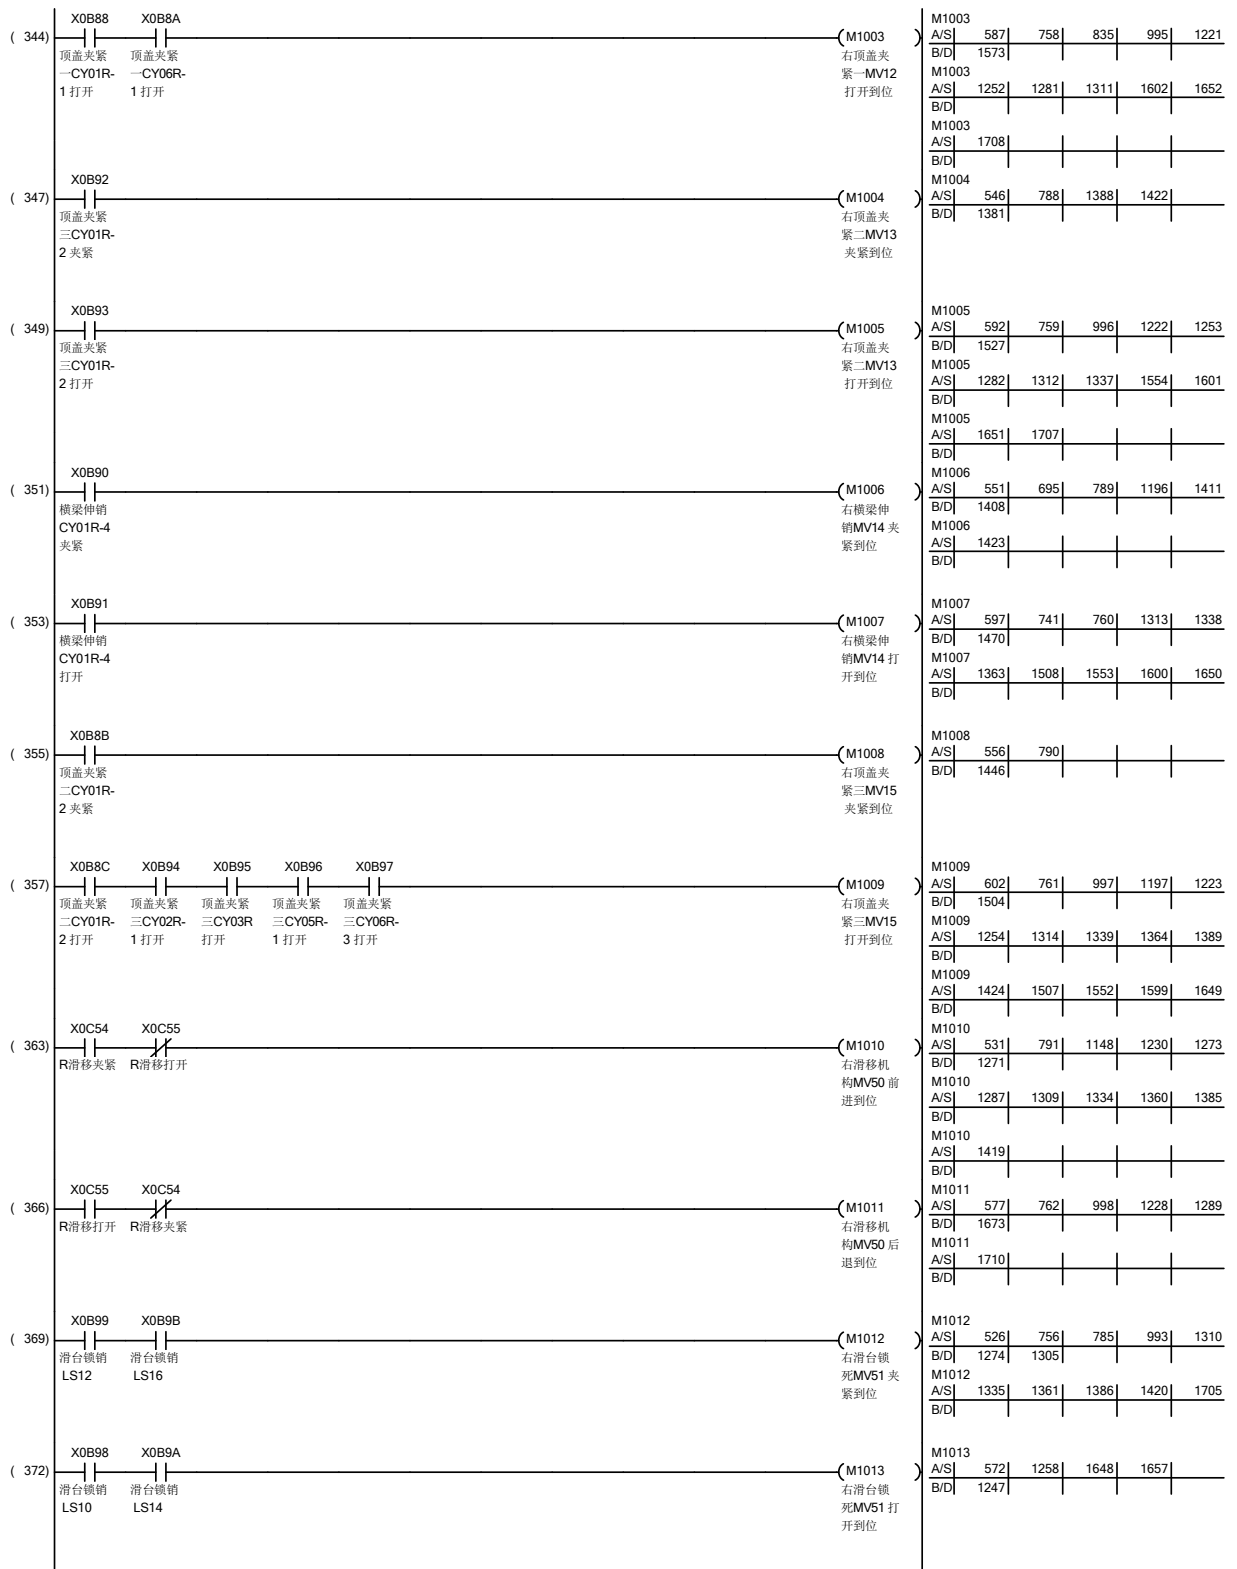 X0B88 X0B8A M1003
( 344) M1003 A/S 587 758 835 995 1221
顶盖夹紧 顶盖夹紧 右顶盖夹 B/D 1573
一CY01R- 一CY06R- 紧一MV12 M1003
1 打开 1 打开 打开到位 A/S 1252 1281 1311 1602 1652
B/D
M1003
A/S 1708
B/D
X0B92 M1004
( 347) M1004 A/S 546 788 1388 1422
顶盖夹紧 右顶盖夹 B/D 1381
三CY01R- 紧二MV13
2 夹紧 夹紧到位
X0B93 M1005
( 349) M1005 A/S 592 759 996 1222 1253
顶盖夹紧 右顶盖夹 B/D 1527
三CY01R- 紧二MV13 M1005
2 打开 打开到位 A/S 1282 1312 1337 1554 1601
B/D
M1005
A/S 1651 1707
B/D
X0B90 M1006
( 351) M1006 A/S 551 695 789 1196 1411
横梁伸销 右横梁伸 B/D 1408
CY01R-4 销MV14 夹 M1006
夹紧 紧到位 A/S 1423
B/D
X0B91 M1007
( 353) M1007 A/S 597 741 760 1313 1338
横梁伸销 右横梁伸 B/D 1470
CY01R-4 销MV14 打 M1007
打开 开到位 A/S 1363 1508 1553 1600 1650
B/D
X0B8B M1008
( 355) M1008 A/S 556 790
顶盖夹紧 右顶盖夹 B/D 1446
二CY01R- 紧三MV15
2 夹紧 夹紧到位
X0B8C X0B94 X0B95 X0B96 X0B97 M1009
( 357) M1009 A/S 602 761 997 1197 1223
顶盖夹紧 顶盖夹紧 顶盖夹紧 顶盖夹紧 顶盖夹紧 右顶盖夹 B/D 1504
二CY01R- 三CY02R- 三CY03R 三CY05R- 三CY06R- 紧三MV15 M1009
2 打开 1 打开 打开 1 打开 3 打开 打开到位 A/S 1254 1314 1339 1364 1389
B/D
M1009
A/S 1424 1507 1552 1599 1649
B/D
X0C54 X0C55 M1010
( 363) M1010 A/S 531 791 1148 1230 1273
R滑移夹紧 R滑移打开 右滑移机 B/D 1271
构MV50 前 M1010
进到位 A/S 1287 1309 1334 1360 1385
B/D
M1010
A/S 1419
B/D
X0C55 X0C54 M1011
( 366) M1011 A/S 577 762 998 1228 1289
R滑移打开 R滑移夹紧 右滑移机 B/D 1673
构MV50 后 M1011
退到位 A/S 1710
B/D
X0B99 X0B9B M1012
( 369) M1012 A/S 526 756 785 993 1310
滑台锁销 滑台锁销 右滑台锁 B/D 1274 1305
LS12 LS16 死MV51 夹 M1012
紧到位 A/S 1335 1361 1386 1420 1705
B/D
X0B98 X0B9A M1013
( 372) M1013 A/S 572 1258 1648 1657
滑台锁销 滑台锁销 右滑台锁 B/D 1247
LS10 LS14 死MV51 打
开到位